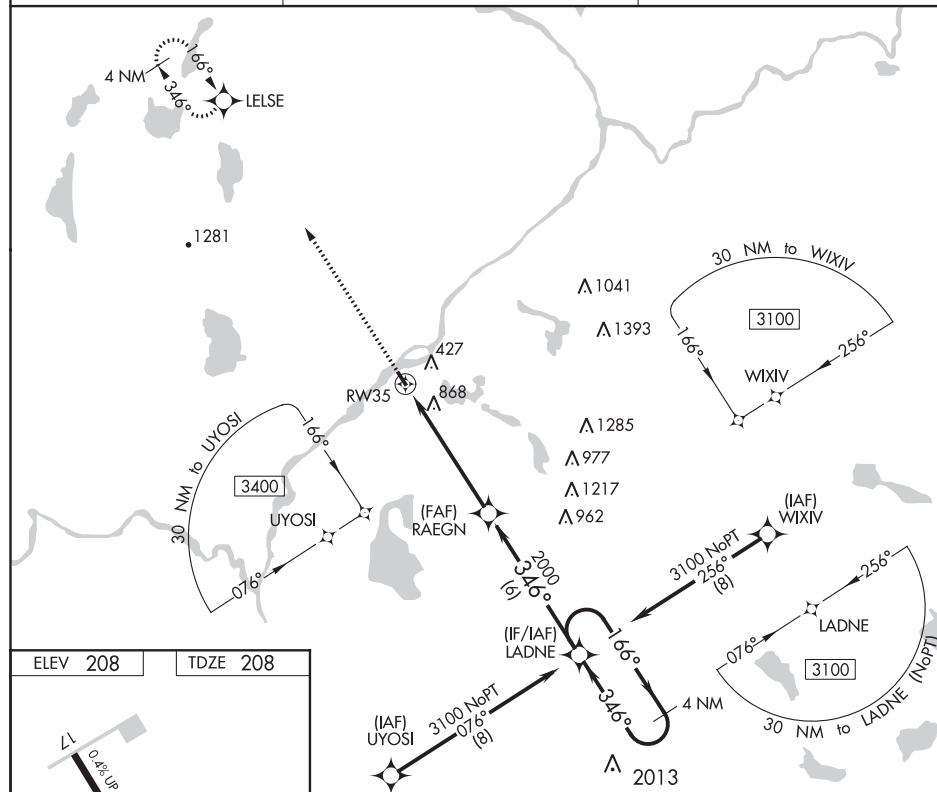 166°
4 NM
346°
LELSE
1281
1041
1393
427
RW35
868
30 NM to WIXIV
3100
166°
256°
WIXIV
30 NM to UYOSI
166°
3400
UYOSI
076°
1285
977
1217
962
(FAF)
RAEGN
2000
346°
(6)
(IAF)
WIXIV
3100 NoPT
256°
(8)
(IF/IAF)
LADNE
166°
346°
4 NM
256°
LADNE
076°
3100
30 NM to LADNE (NoPT)
3100 NoPT
076°
(8)
(IAF)
UYOSI
2013
ELEV 208
TDZE 208
17
0.4% UP